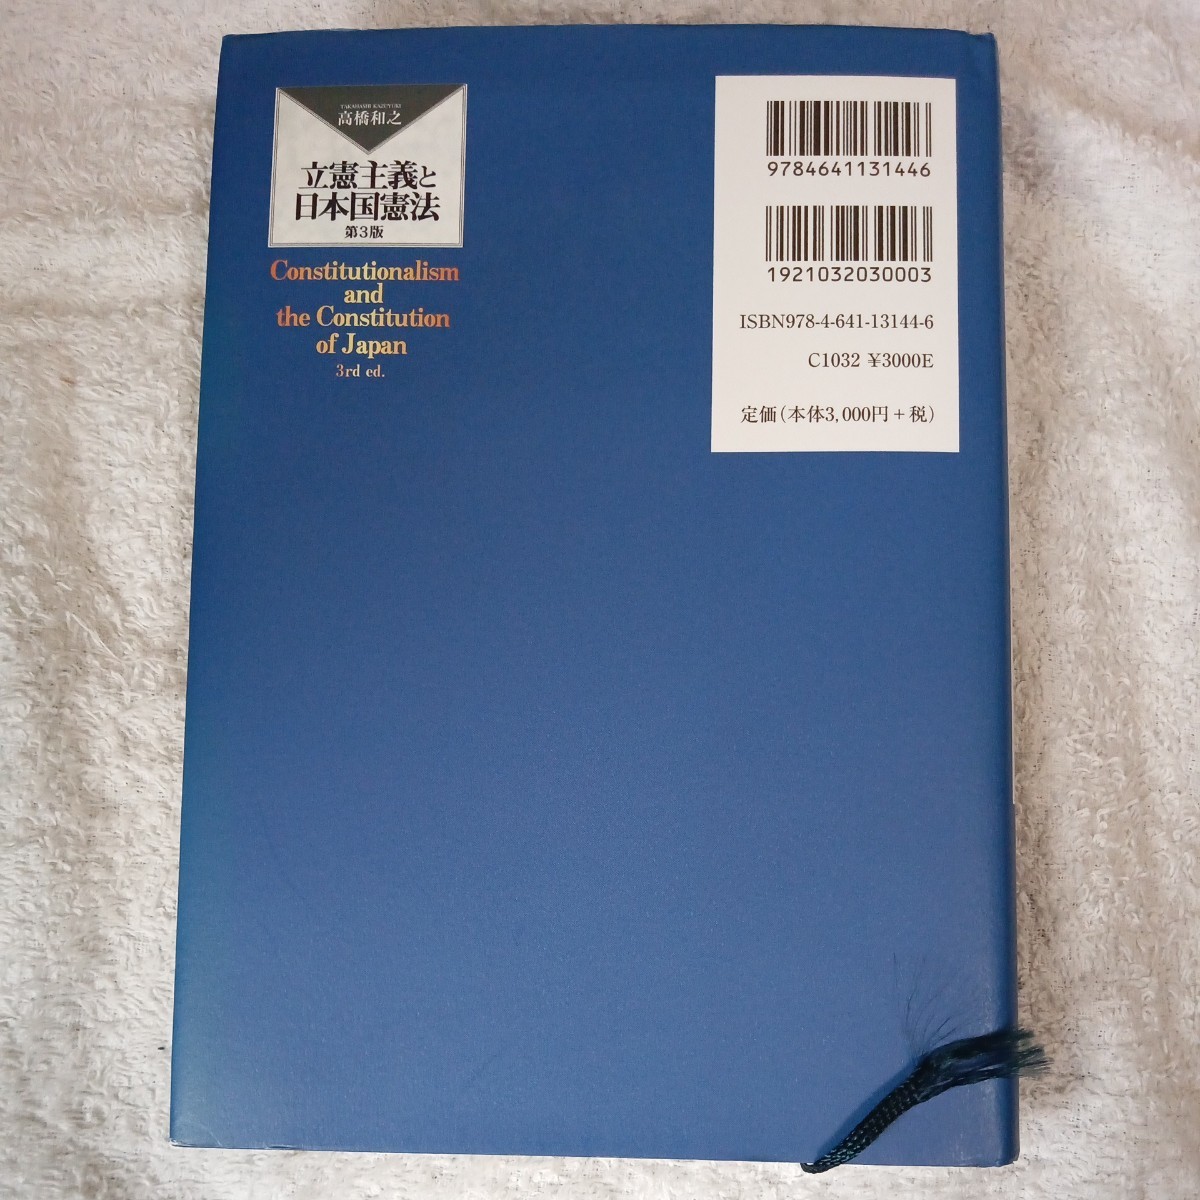 TAKAHASHI KAZUYUKI
高橋和之
立憲主義と
日本国憲法
第3版
Constitutionalism
and
the Constitution
of Japan
3rd ed.
9784641131446
1921032030003
ISBN978-4-641-13144-6
C1032 ¥3000E
定価(本体3,000円+税)